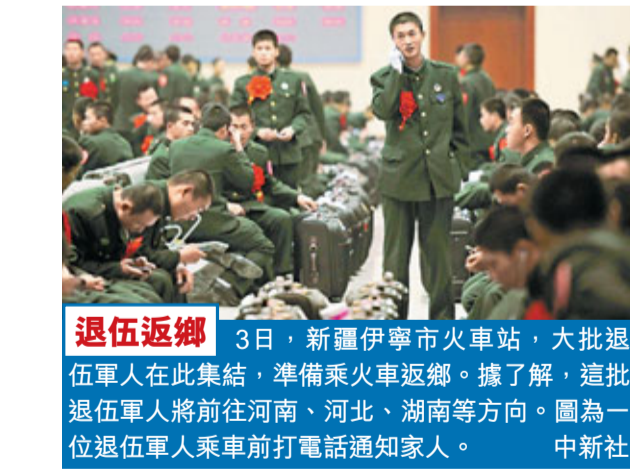 退伍返鄉
3日，新疆伊寧市火車站，大批退
伍軍人在此集結，準備乘火車返鄉。據了解，這批
退伍軍人將前往河南、河北、湖南等方向。圖為一
位退伍軍人乘車前打電話通知家人。 中新社